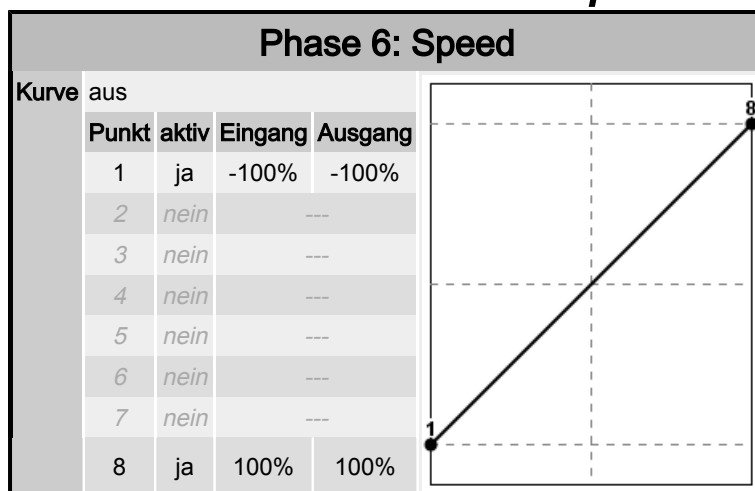 Phase 6: Speed
Kurve aus
Punkt aktiv Eingang Ausgang
1 ja -100% -100%
2 nein ---
3 nein ---
4 nein ---
5 nein ---
6 nein ---
7 nein ---
8 ja 100% 100%
8
1